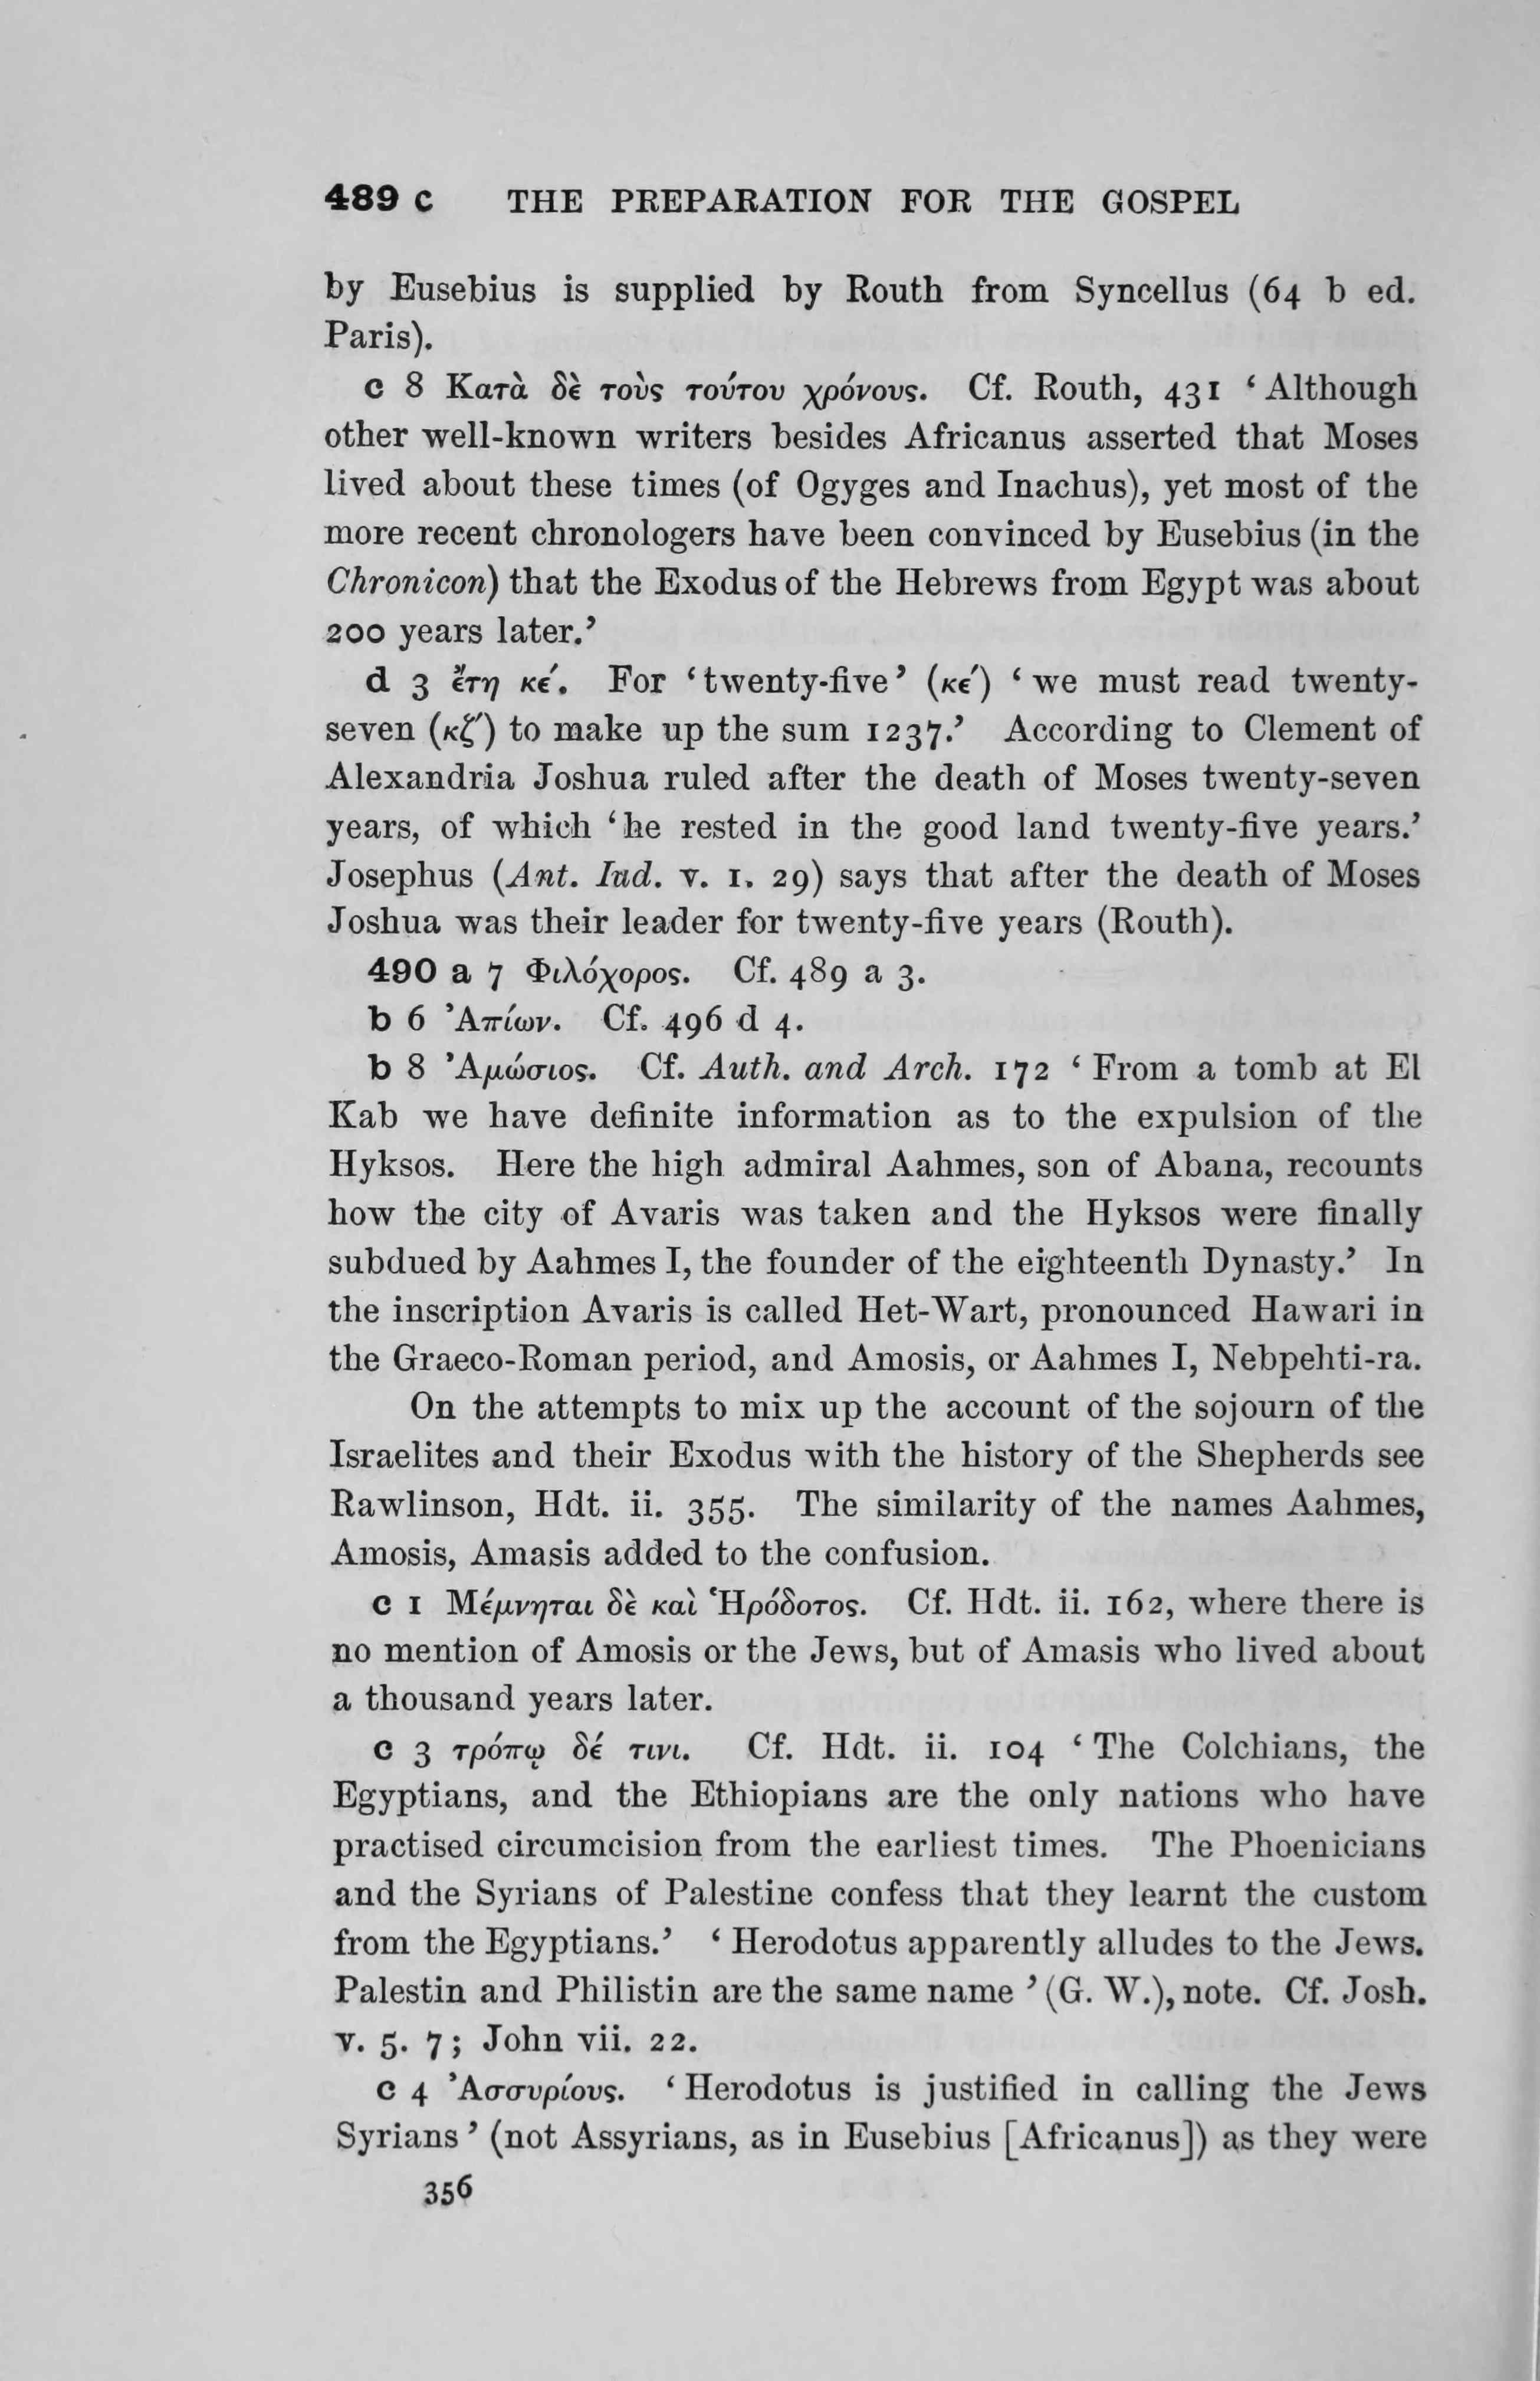 489 c THE PREPARATION FOR THE GOSPEL
by Eusebius is supplied by Routh from Syncellus (64 b ed.
Paris).
c 8 Κατὰ δὲ τοὺς τούτου χρόνους. Cf. Routh, 431 ‘Although
other well-known writers besides Africanus asserted that Moses
lived about these times (of Ogyges and Inachus), yet most of the
more recent chronologers have been convinced by Eusebius (in the
Chronicon) that the Exodus of the Hebrews from Egypt was about
200 years later.’
d 3 ἔτη κέ. For ‘twenty-five’ (κέ) ‘we must read twenty-
seven (κζ′) to make up the sum 1237.’ According to Clement of
Alexandria Joshua ruled after the death of Moses twenty-seven
years, of which ‘he rested in the good land twenty-five years.’
Josephus (Ant. Iud. v. 1. 29) says that after the death of Moses
Joshua was their leader for twenty-five years (Routh).
490 a 7 Φιλόχορος. Cf. 489 a 3.
b 6 Ἀπίων. Cf. 496 d 4.
b 8 Ἀμώσιος. Cf. Auth. and Arch. 172 ‘From a tomb at El
Kab we have definite information as to the expulsion of the
Hyksos. Here the high admiral Aahmes, son of Abana, recounts
how the city of Avaris was taken and the Hyksos were finally
subdued by Aahmes I, the founder of the eighteenth Dynasty.’ In
the inscription Avaris is called Het-Wart, pronounced Hawari in
the Graeco-Roman period, and Amosis, or Aahmes I, Nebpehti-ra.
On the attempts to mix up the account of the sojourn of the
Israelites and their Exodus with the history of the Shepherds see
Rawlinson, Hdt. ii. 355. The similarity of the names Aahmes,
Amosis, Amasis added to the confusion.
c 1 Μέμνηται δὲ καὶ Ἡρόδοτος. Cf. Hdt. ii. 162, where there is
no mention of Amosis or the Jews, but of Amasis who lived about
a thousand years later.
c 3 τρόπῳ δέ τινι. Cf. Hdt. ii. 104 ‘The Colchians, the
Egyptians, and the Ethiopians are the only nations who have
practised circumcision from the earliest times. The Phoenicians
and the Syrians of Palestine confess that they learnt the custom
from the Egyptians.’ ‘Herodotus apparently alludes to the Jews.
Palestin and Philistin are the same name’ (G. W.), note. Cf. Josh.
v. 5. 7; John vii. 22.
c 4 Ἀσσυρίους. ‘Herodotus is justified in calling the Jews
Syrians’ (not Assyrians, as in Eusebius [Africanus]) as they were
356